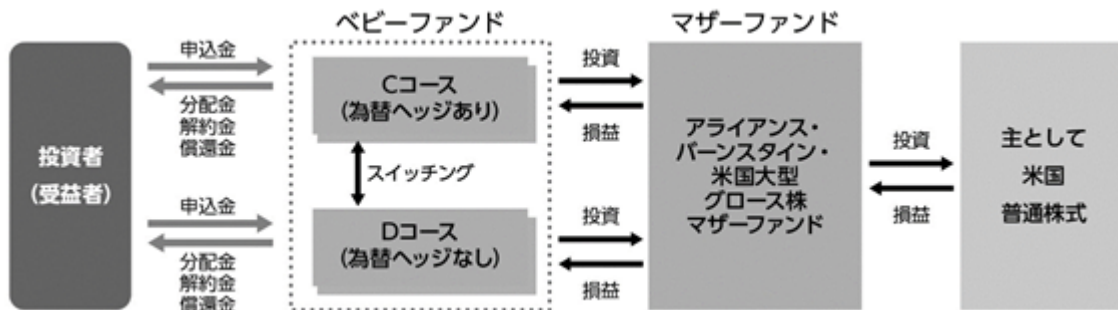 ベビーファンド
マザーファンド
投資者
(受益者)
申込金
分配金
解約金
償還金
申込金
分配金
解約金
償還金
Cコース
(為替ヘッジあり)
スイッチング
Dコース
(為替ヘッジなし)
投資
損益
投資
損益
アライアンス・
バーンスタイン・
米国大型
グロース株
マザーファンド
投資
損益
主として
米国
普通株式